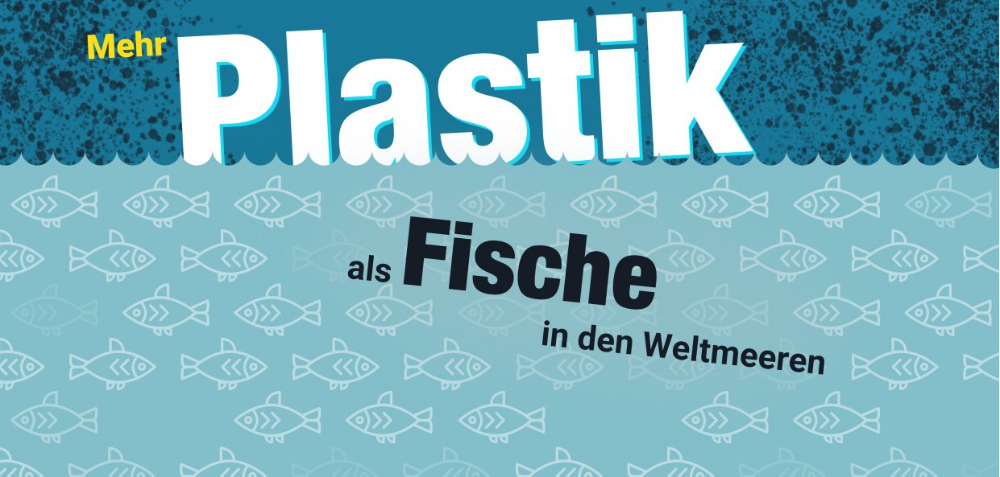 Mehr Plastik
als Fische
in den Weltmeeren